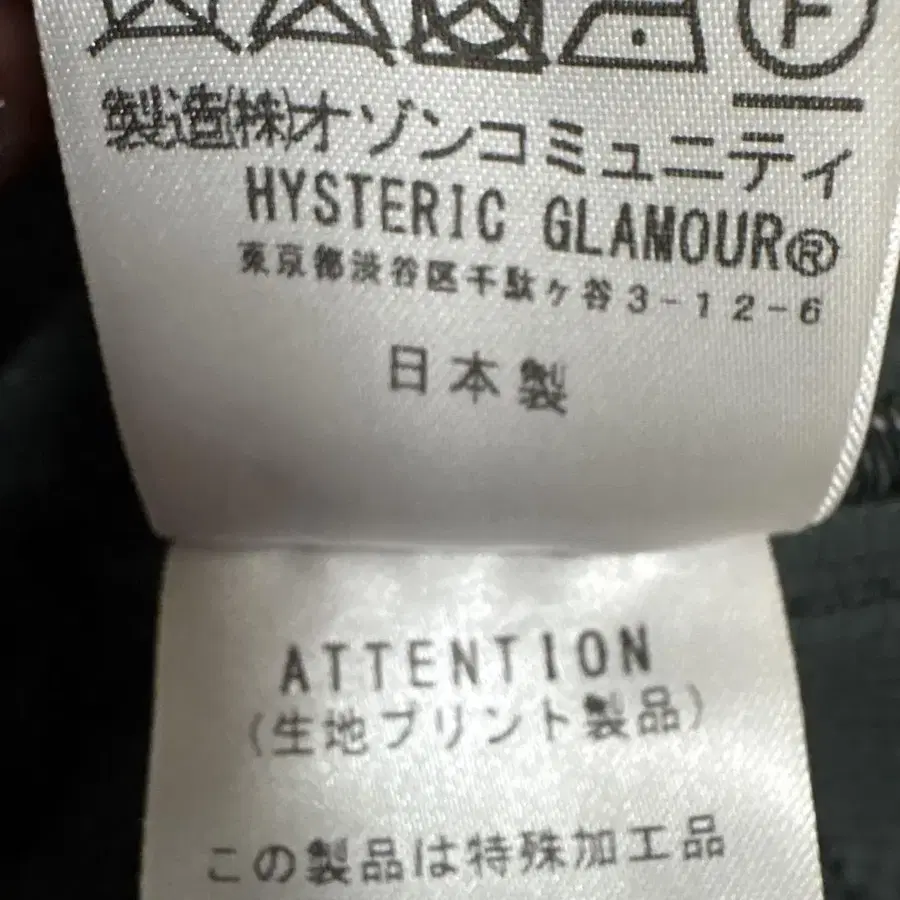 F
製造(株)オゾンコミュニティ
HYSTERIC GLAMOUR®
東京都渋谷区千駄ヶ谷3-12-6
日本製
ATTENTION
(生地プリント製品)
この製品は特殊加工品